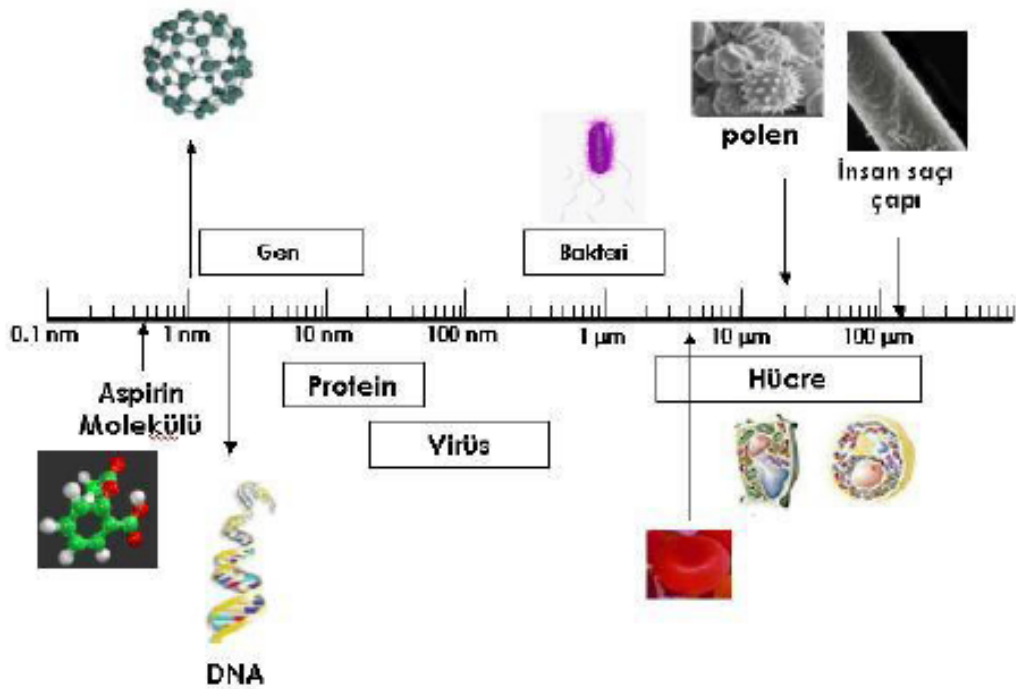 polen
İnsan saçı
çapı
Gen
Bakteri
0.1 nm
1 nm
10 nm
100 nm
1 µm
10 µm
100 µm
Aspirin
Molekülü
Protein
Hücre
Virüs
DNA